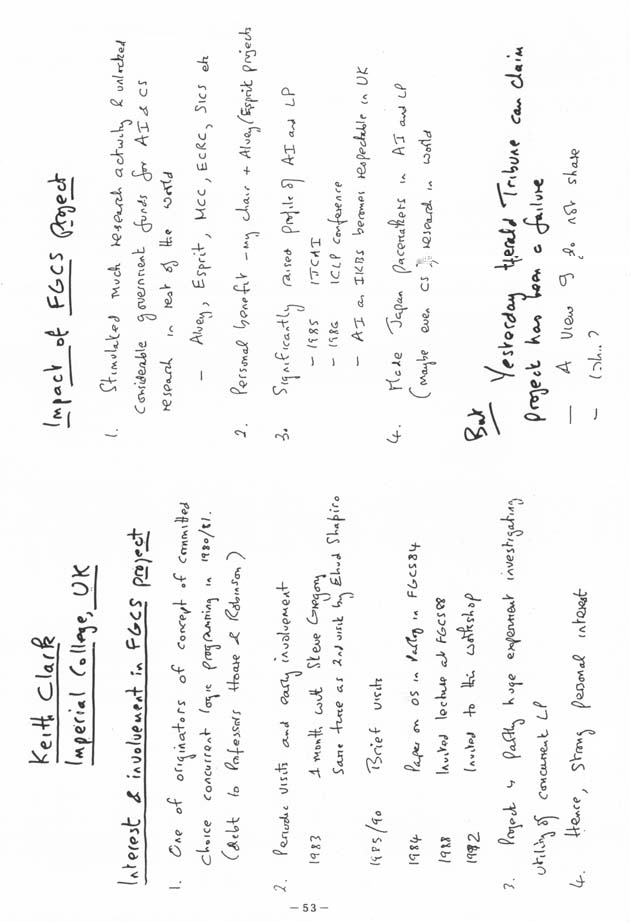 Keith Clark
Imperial College, UK
Interest & involvement in FGCS project
1. One of originators of concept of committed
choice concurrent logic programming in 1980/81.
(debt to Professors Hoare & Robinson)
2. Periodic visits and early involvement
1983 1 month with Steve Gregory
Same time as 2nd visit by Ehud Shapiro
1985/90 Brief visits
1984 Paper on OS in Parlog in FGCS84
1988 Invited lecture at FGCS88
1992 Invited to this workshop
3. Project is partly huge experiment investigating
utility of concurrent LP
4. Hence, strong personal interest
Impact of FGCS project
1. Stimulated much research activity & unlocked
considerable government funds for AI & CS
research in rest of the world
- Alvey, Esprit, MCC, ECRC, SICS etc
2. Personal benefit - my chair + Alvey/Esprit projects
3. Significantly raised profile of AI and LP
- 1985 IJCAI
- 1986 ICLP conference
- AI as IKBS becomes respectable in UK
4. Made Japan pacemakers in AI and LP
(maybe even CS) research in world
But Yesterday Herald Tribune can claim
project has been a failure
- A view I do not share
- Why?
- 53 -